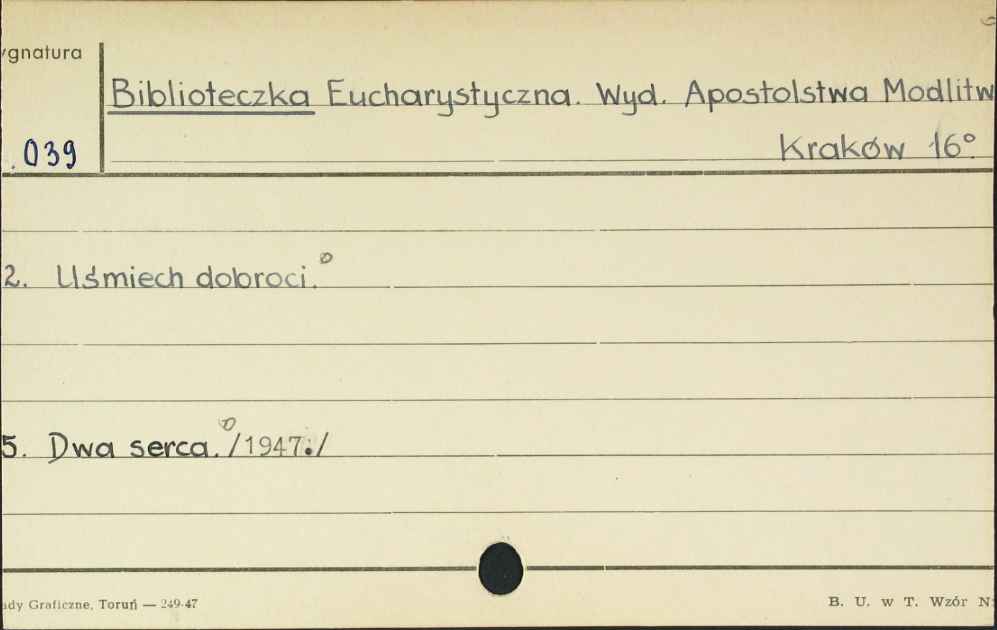 ygnatura
Biblioteczka Eucharystyczna. Wyd. Apostolstwa Modlitw
. 039
Kraków 16°
2. Uśmiech dobroci.
5. Dwa serca. /1947:/
ady Graficzne, Toruń — 249-47
B. U. w T. Wzór N